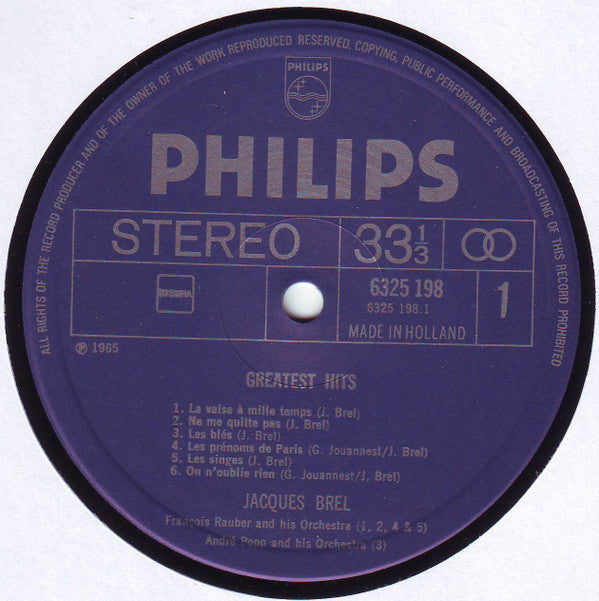 ALL RIGHTS OF THE RECORD PRODUCER AND OF THE OWNER OF THE WORK REPRODUCED RESERVED. COPYING, PUBLIC PERFORMANCE AND BROADCASTING OF THIS RECORD PROHIBITED
PHILIPS
PHILIPS
STEREO 33 1/3
6325 198
6325 198.1
1
MADE IN HOLLAND
℗ 1965
GREATEST HITS
1. La valse à mille temps (J. Brel)
2. Ne me quitte pas (J. Brel)
3. Les blés (J. Brel)
4. Les prénoms de Paris (G. Jouannest/J. Brel)
5. Les singes (J. Brel)
6. On n'oublie rien (G. Jouannest/J. Brel)
JACQUES BREL
François Rauber and his Orchestra (1, 2, 4 & 5)
André Popp and his Orchestra (3)